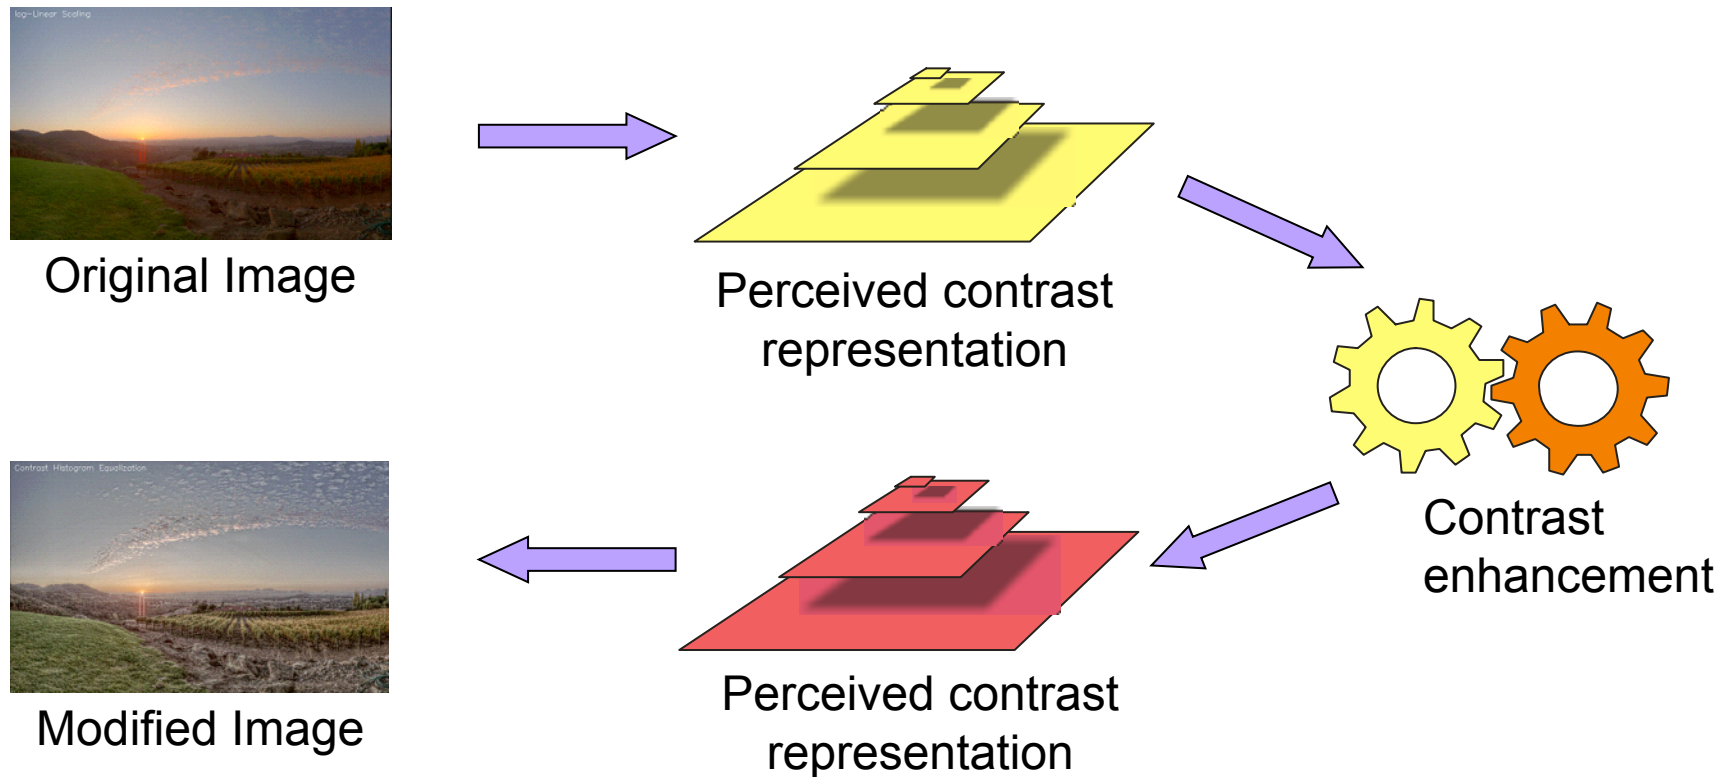 log-Linear Scaling
Original Image
Perceived contrast
representation
Contrast
enhancement
Contrast Histogram Equalization
Modified Image
Perceived contrast
representation